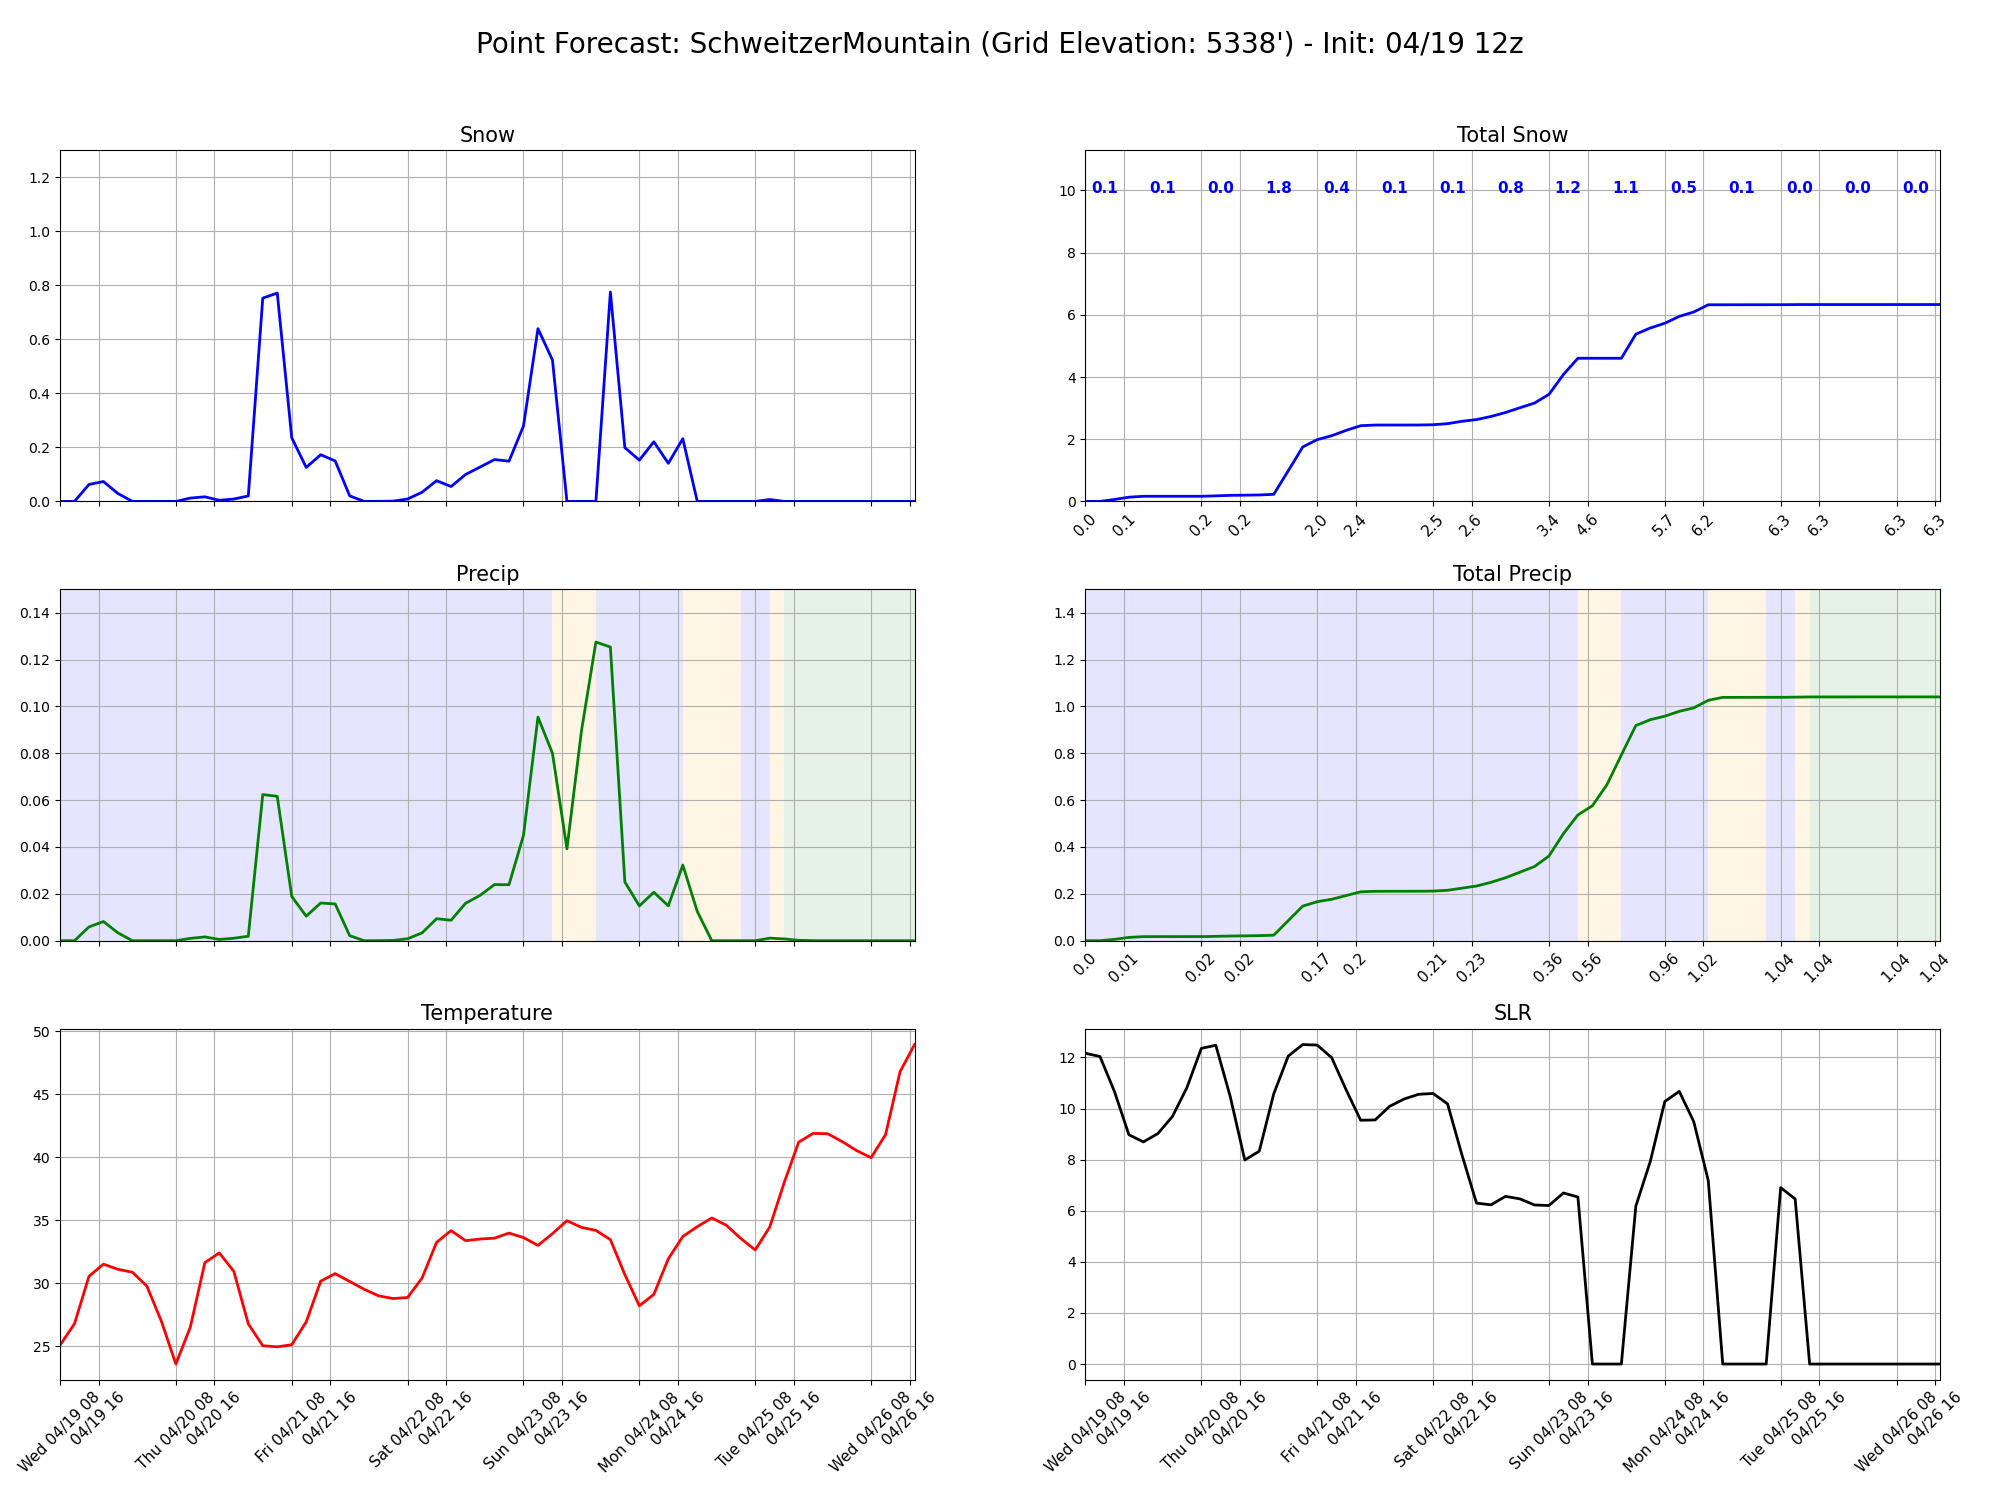 Point Forecast: SchweitzerMountain (Grid Elevation: 5338') - Init: 04/19 12z
Snow
1.2
1.0
0.8
0.6
0.4
0.2
0.0
Total Snow
0.1 0.1 0.0 1.8 0.4 0.1 0.1 0.8 1.2 1.1 0.5 0.1 0.0 0.0 0.0
10
8
6
4
2
0
0.0 0.1 0.2 0.2 2.0 2.4 2.5 2.6 3.4 4.6 5.7 6.2 6.3 6.3 6.3 6.3
Precip
0.14
0.12
0.10
0.08
0.06
0.04
0.02
0.00
Total Precip
1.4
1.2
1.0
0.8
0.6
0.4
0.2
0.0
0.0 0.01 0.02 0.02 0.17 0.2 0.21 0.23 0.36 0.56 0.96 1.02 1.04 1.04 1.04 1.04
Temperature
50
45
40
35
30
25
Wed 04/19 08
04/19 16
Thu 04/20 08
04/20 16
Fri 04/21 08
04/21 16
Sat 04/22 08
04/22 16
Sun 04/23 08
04/23 16
Mon 04/24 08
04/24 16
Tue 04/25 08
04/25 16
Wed 04/26 08
04/26 16
SLR
12
10
8
6
4
2
0
Wed 04/19 08
04/19 16
Thu 04/20 08
04/20 16
Fri 04/21 08
04/21 16
Sat 04/22 08
04/22 16
Sun 04/23 08
04/23 16
Mon 04/24 08
04/24 16
Tue 04/25 08
04/25 16
Wed 04/26 08
04/26 16